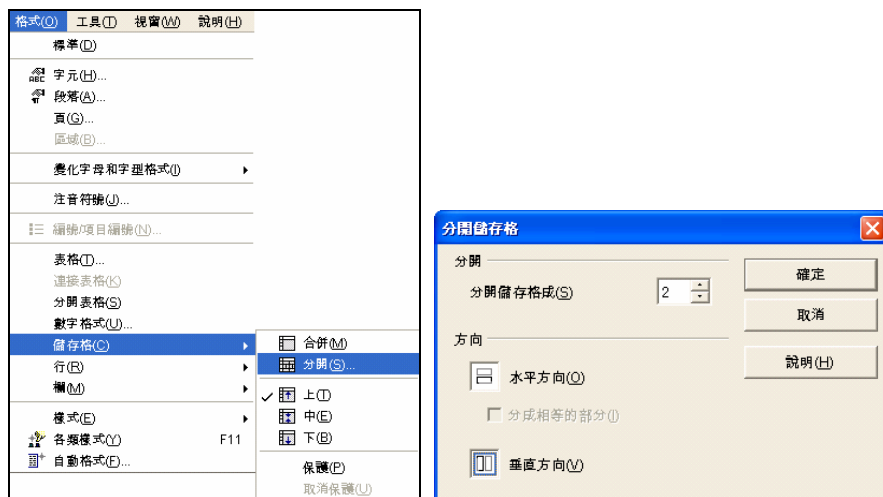 格式(O) 工具(T) 視窗(W) 說明(H)
標準(D)
字元(H)...
段落(A)...
頁(G)...
區域(B)...
變化字母和字型格式(I)
注音符號(J)...
編號/項目編號(N)...
表格(T)...
連接表格(K)
分開表格(S)
數字格式(U)...
儲存格(C)
行(R)
欄(M)
樣式(E)
各類樣式(Y) F11
自動格式(F)...
合併(M)
分開(S)...
上(T)
中(E)
下(B)
保護(P)
取消保護(U)
分開儲存格
分開
分開儲存格成(S) 2
方向
水平方向(O)
分成相等的部分(I)
垂直方向(V)
確定
取消
說明(H)